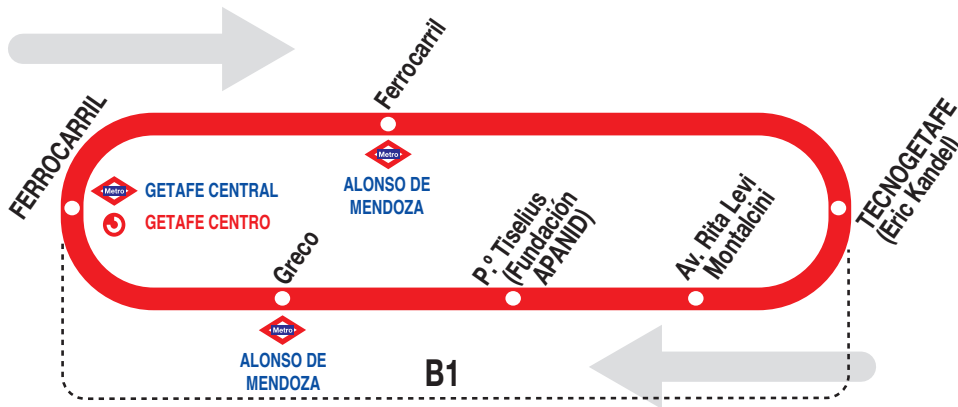 Ferrocarril
Metro
ALONSO DE
MENDOZA
FERROCARRIL
Metro
GETAFE CENTRAL
GETAFE CENTRO
TECNOGETAFE
(Eric Kandell)
Greco
Metro
ALONSO DE
MENDOZA
P.º Tiselius
(Fundación
APANID)
Av. Rita Levi
Montalcini
B1